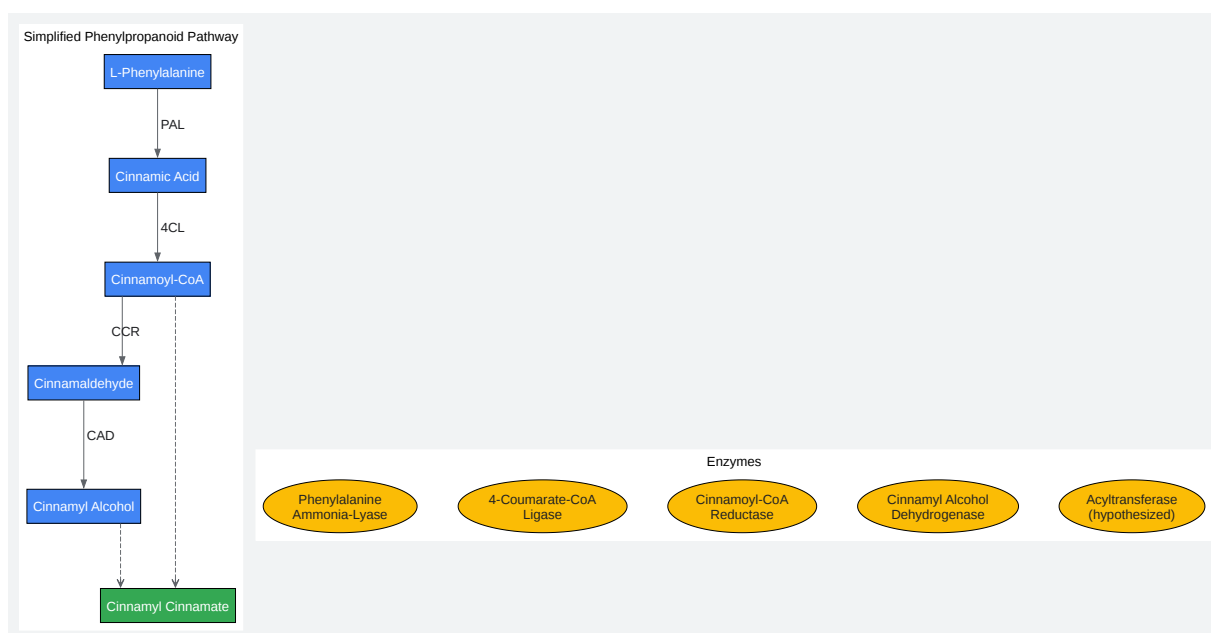 Simplified Phenylpropanoid Pathway
L-Phenylalanine
PAL
Cinnamic Acid
4CL
Cinnamoyl-CoA
CCR
Cinnamaldehyde
CAD
Cinnamyl Alcohol
Cinnamyl Cinnamate
Enzymes
Phenylalanine
Ammonia-Lyase
4-Coumarate-CoA
Ligase
Cinnamoyl-CoA
Reductase
Cinnamyl Alcohol
Dehydrogenase
Acyltransferase
(hypothesized)